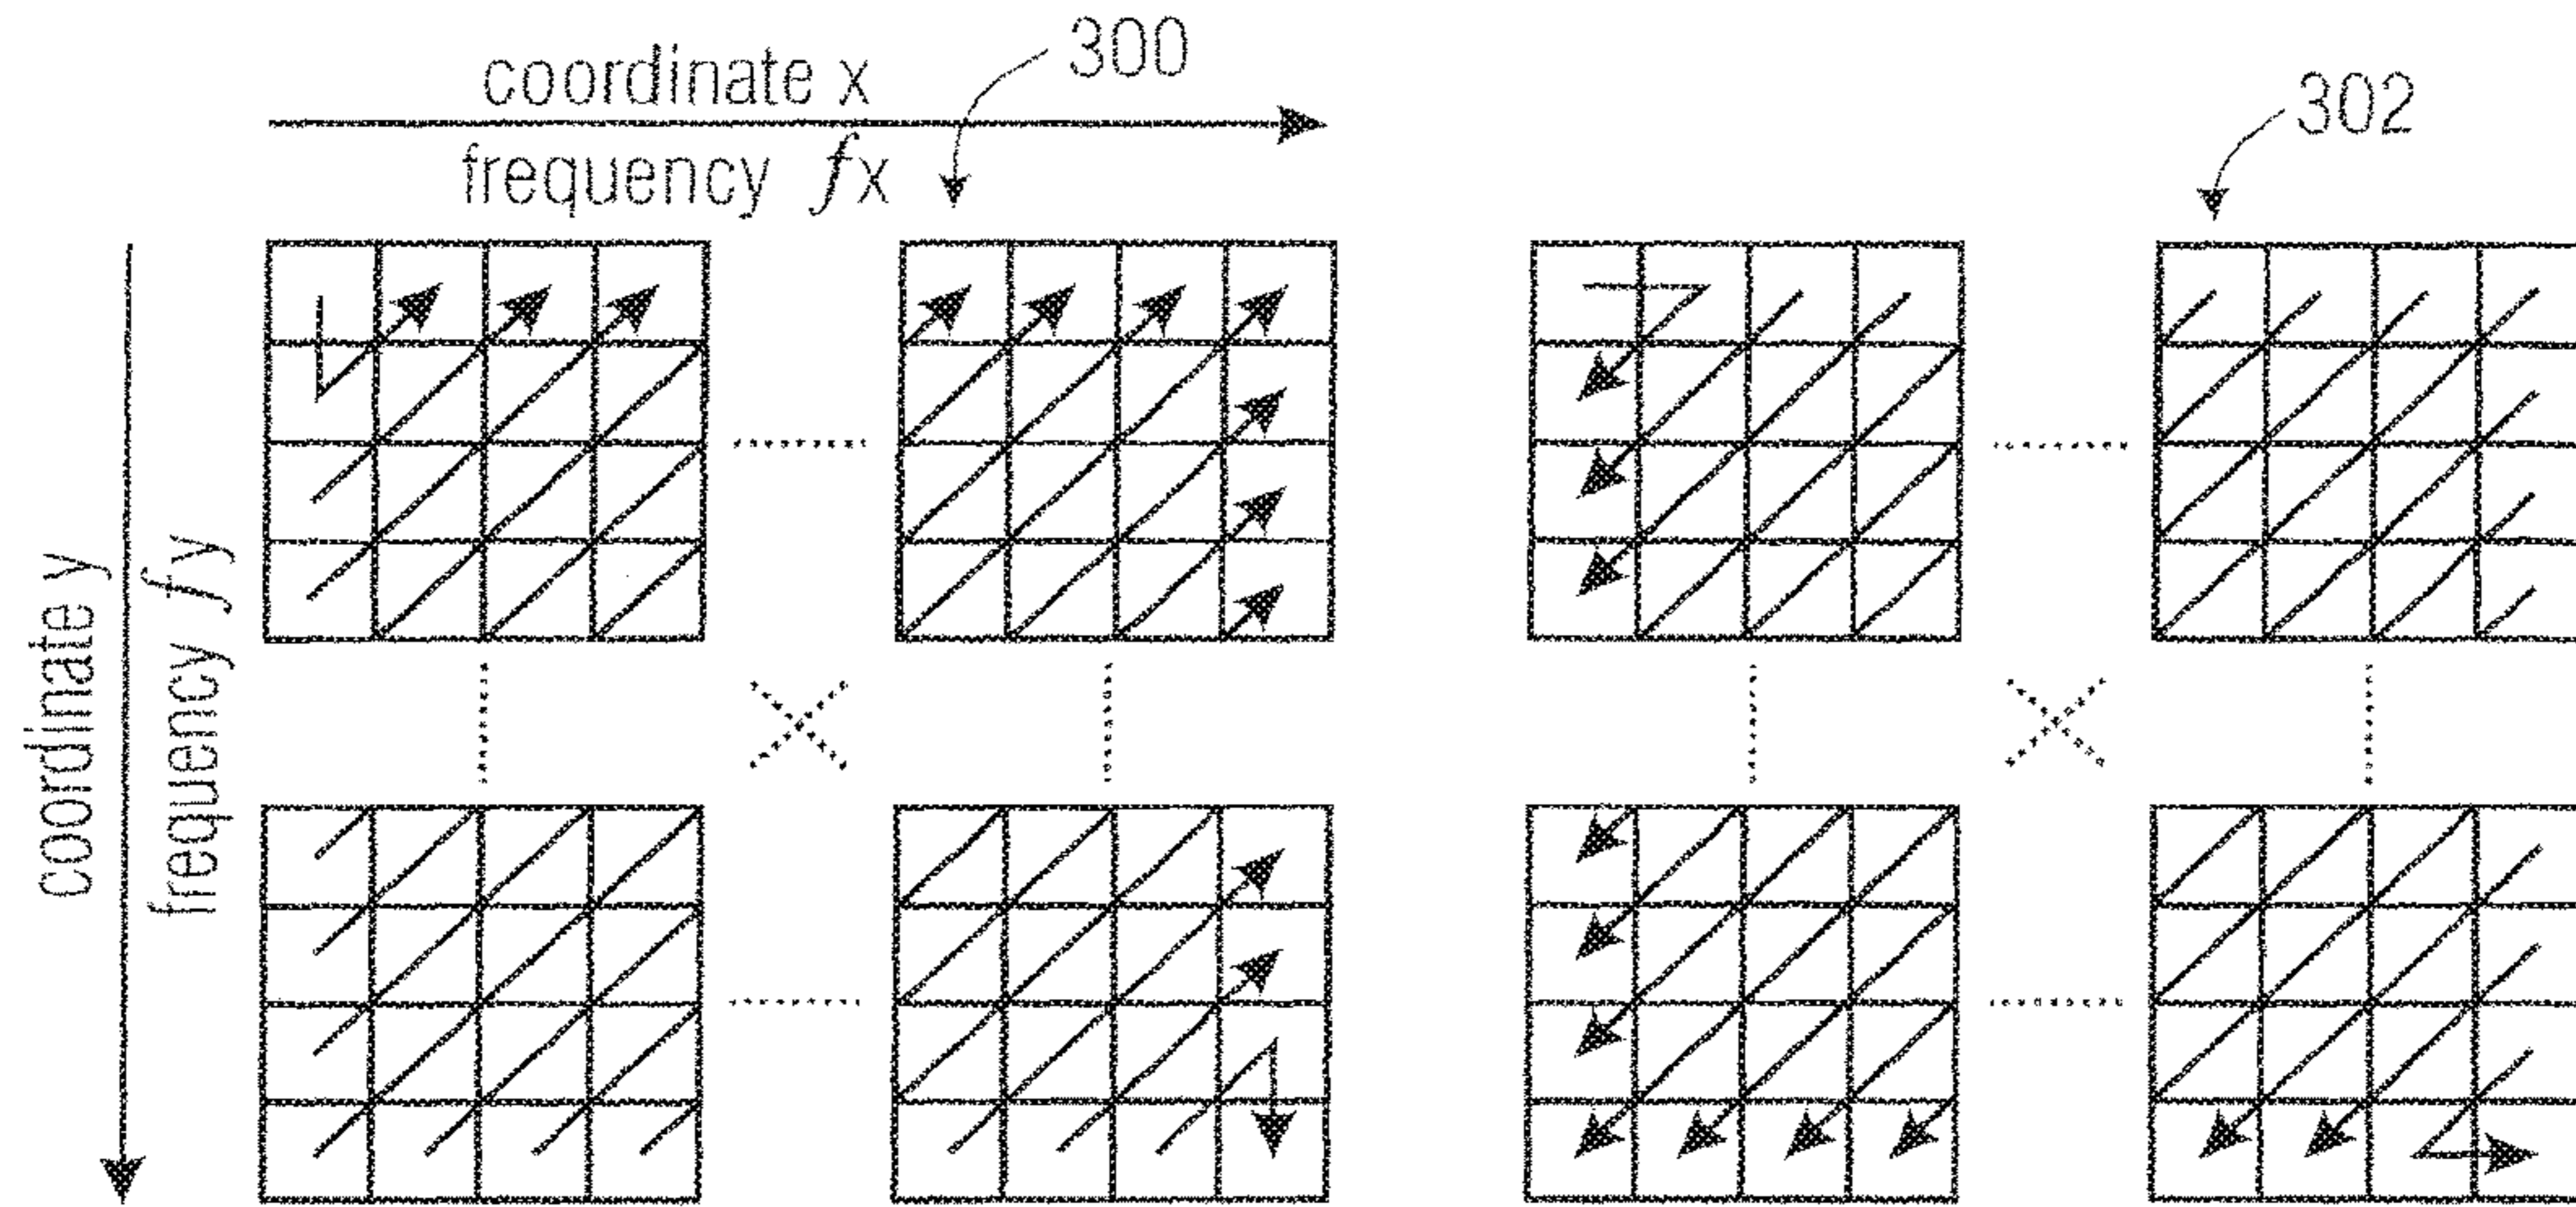 coordinate x
300
frequency fx
302
coordinate y
frequency fy